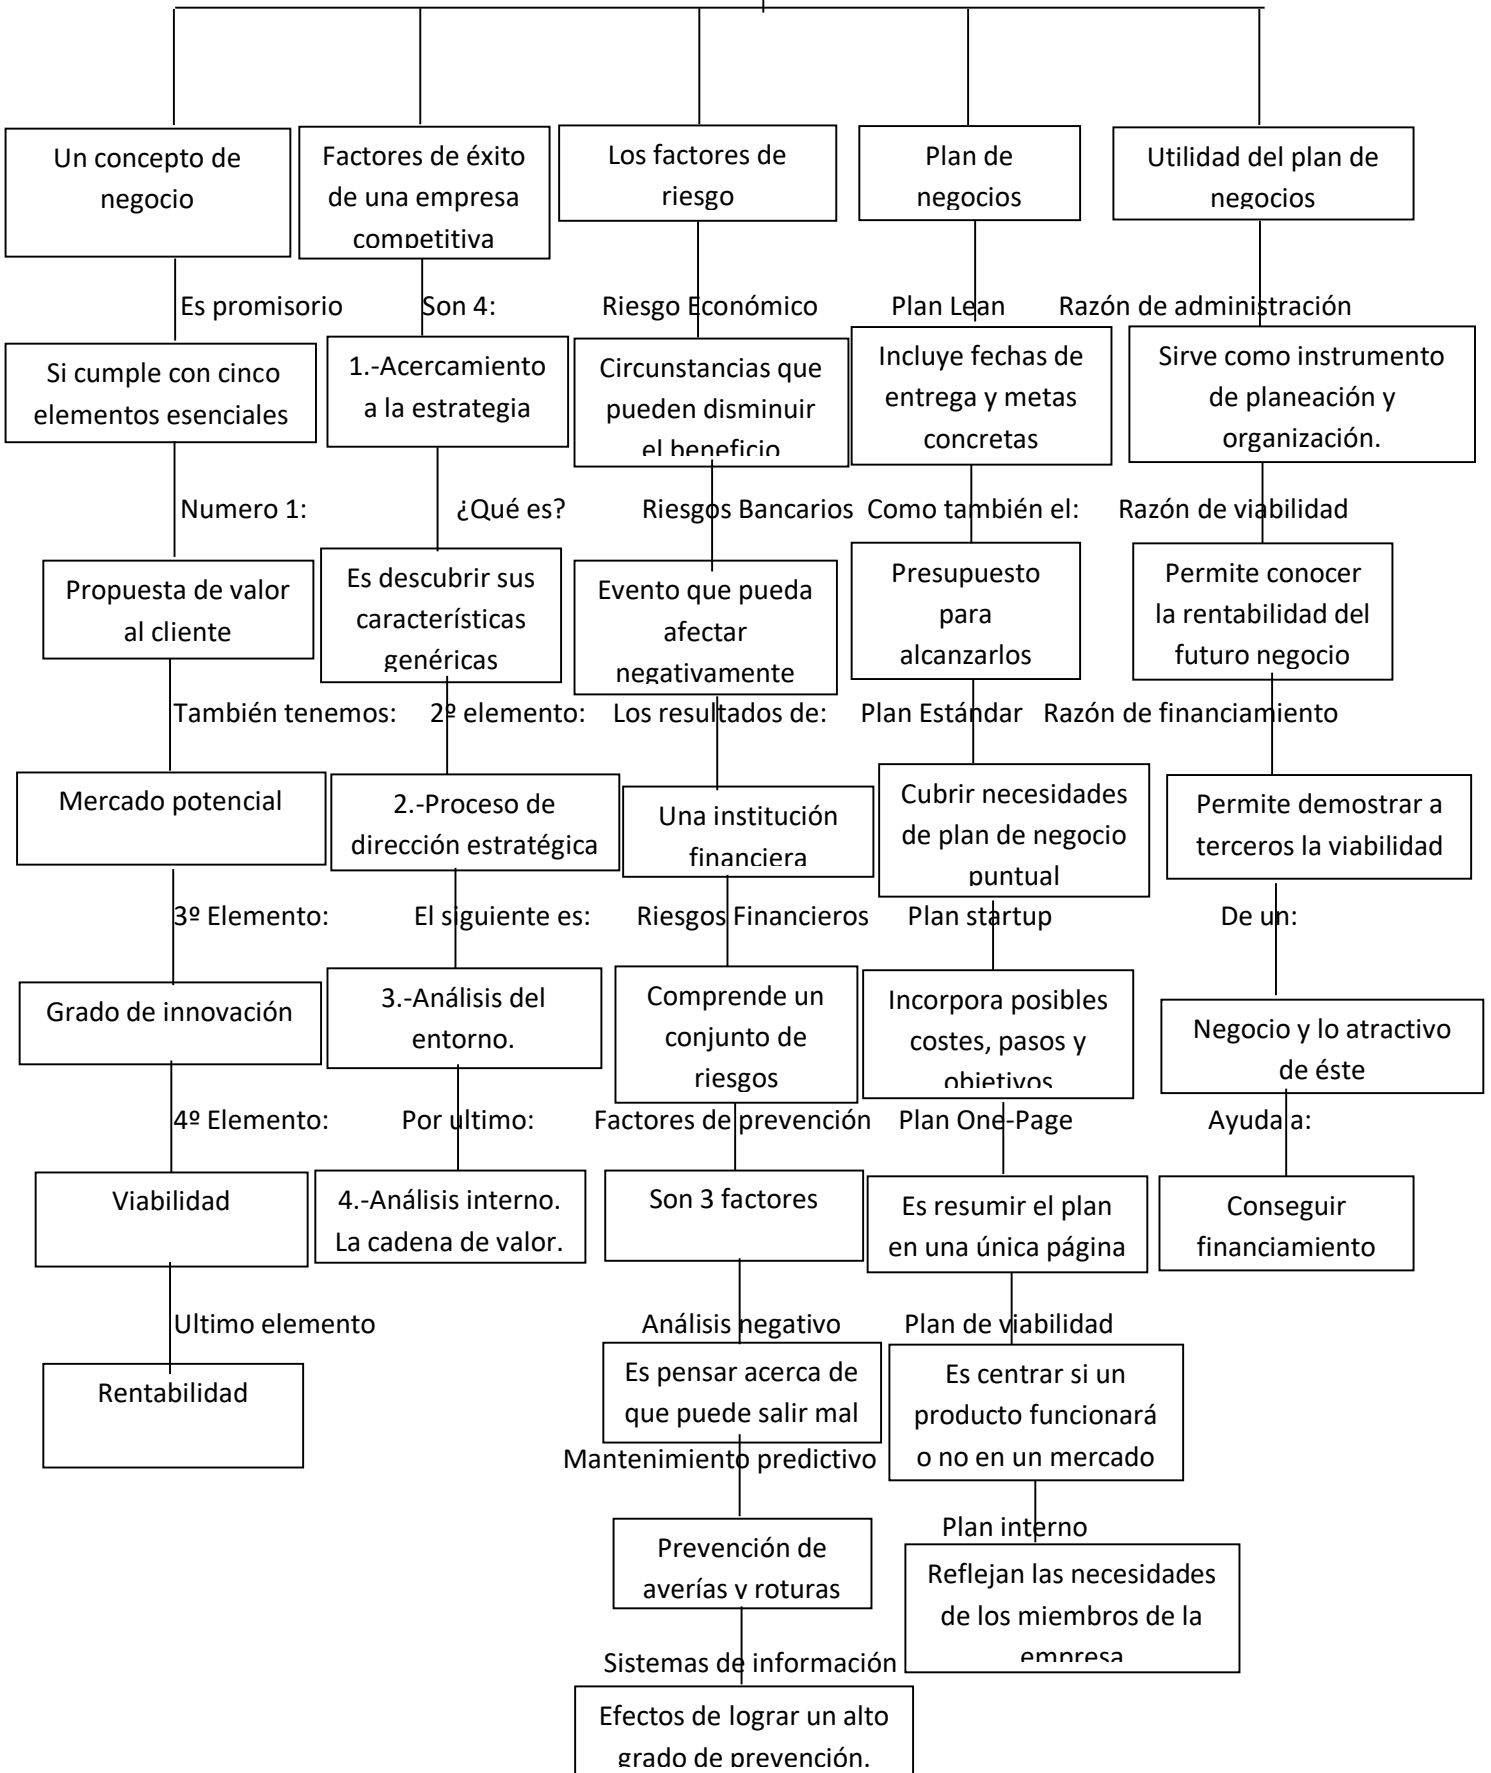 Un concepto de
negocio
Es promisorio
Si cumple con cinco
elementos esenciales
Numero 1:
Propuesta de valor
al cliente
También tenemos:
Mercado potencial
3º Elemento:
Grado de innovación
4º Elemento:
Viabilidad
Ultimo elemento
Rentabilidad
Factores de éxito
de una empresa
competitiva
Son 4:
1.-Acercamiento
a la estrategia
¿Qué es?
Es descubrir sus
características
genéricas
2º elemento:
2.-Proceso de
dirección estratégica
El siguiente es:
3.-Análisis del
entorno.
Por ultimo:
4.-Análisis interno.
La cadena de valor.
Los factores de
riesgo
Riesgo Económico
Circunstancias que
pueden disminuir
el beneficio
Riesgos Bancarios
Evento que pueda
afectar
negativamente
Los resultados de:
Una institución
financiera
Riesgos Financieros
Comprende un
conjunto de
riesgos
Factores de prevención
Son 3 factores
Análisis negativo
Es pensar acerca de
que puede salir mal
Mantenimiento predictivo
Prevención de
averías y roturas
Sistemas de información
Efectos de lograr un alto
grado de prevención.
Plan de
negocios
Plan Lean
Incluye fechas de
entrega y metas
concretas
Como también el:
Presupuesto
para
alcanzarlos
Plan Estándar
Cubrir necesidades
de plan de negocio
puntual
Plan startup
Incorpora posibles
costes, pasos y
objetivos
Plan One-Page
Es resumir el plan
en una única página
Plan de viabilidad
Es centrar si un
producto funcionará
o no en un mercado
Plan interno
Reflejan las necesidades
de los miembros de la
empresa
Utilidad del plan de
negocios
Razón de administración
Sirve como instrumento
de planeación y
organización.
Razón de viabilidad
Permite conocer
la rentabilidad del
futuro negocio
Razón de financiamiento
Permite demostrar a
terceros la viabilidad
De un:
Negocio y lo atractivo
de éste
Ayuda a:
Conseguir
financiamiento